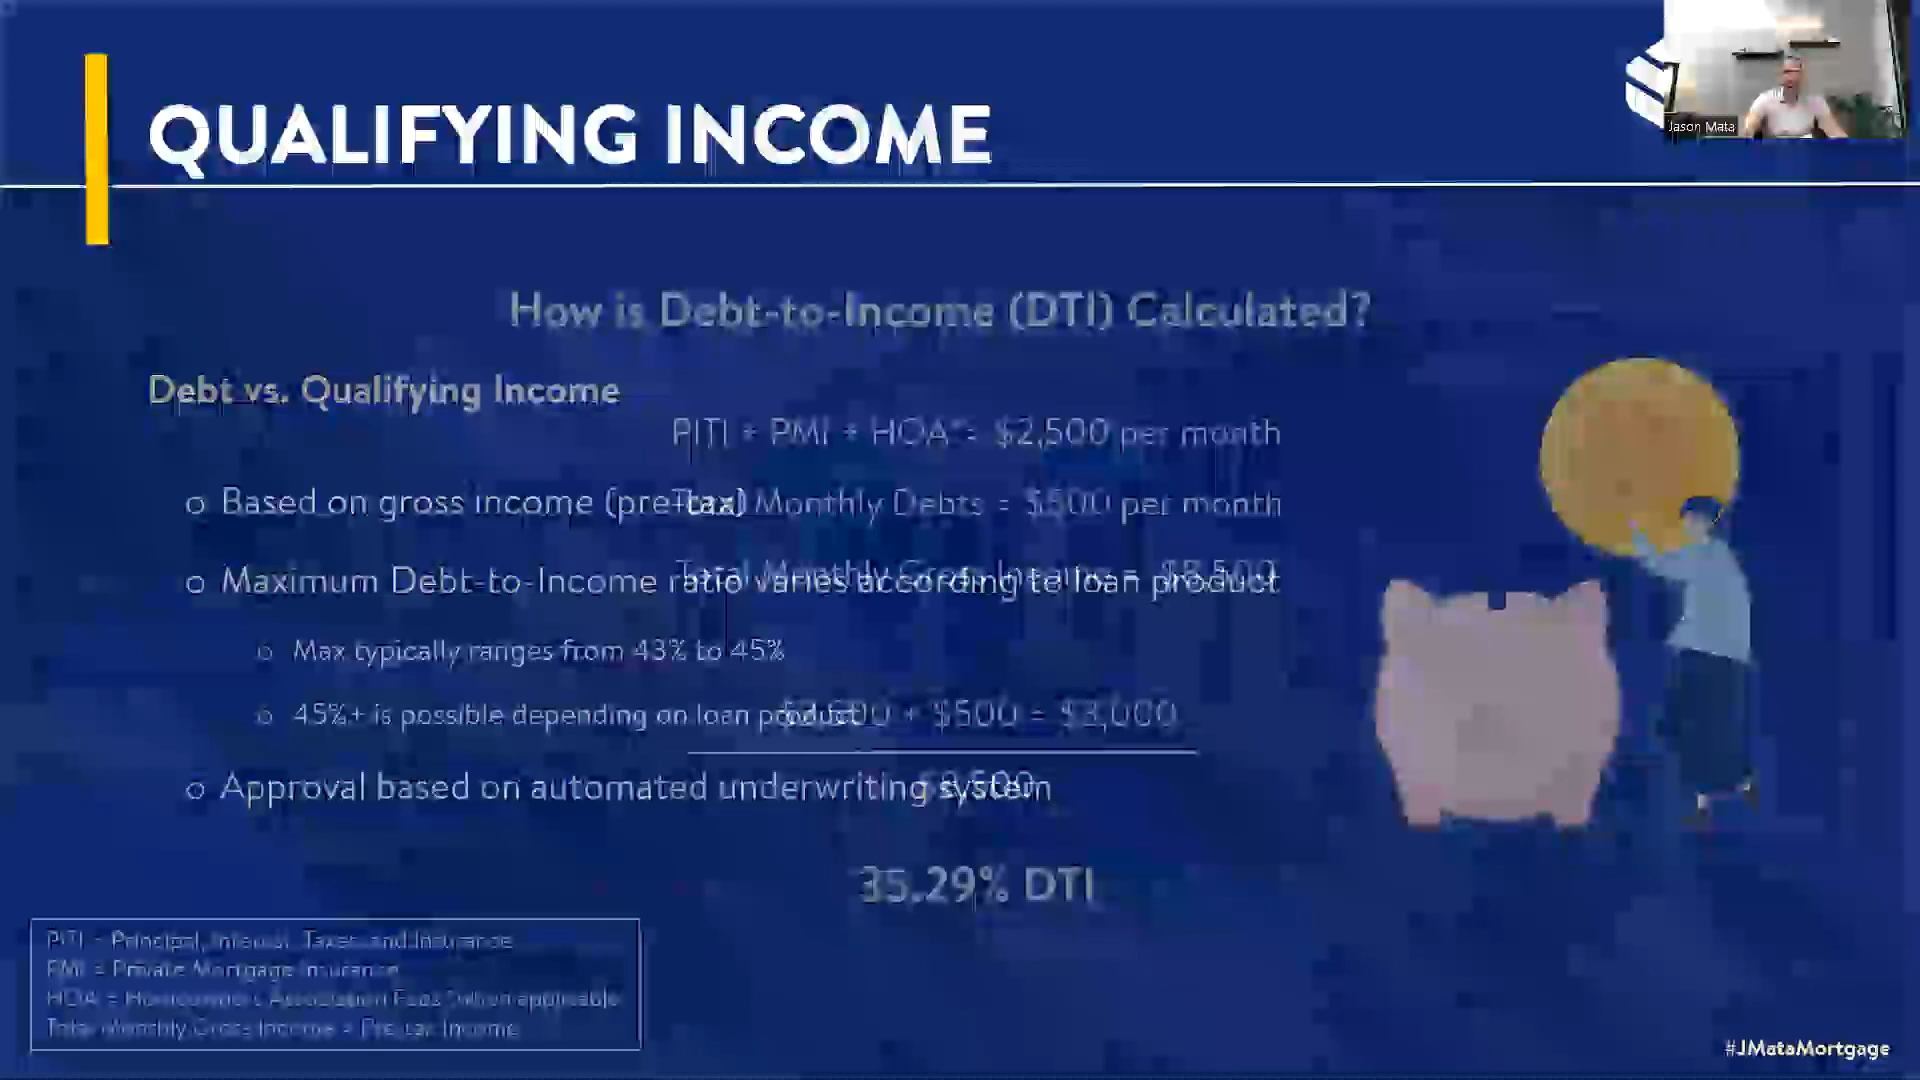 Jason Mata
QUALIFYING INCOME
How is Debt-to-Income (DTI) Calculated?
Debt vs. Qualifying Income
PITI + PMI + HOA*= $2,500 per month
o Based on gross income (pre-tax)
Total Monthly Debts = $500 per month
Total Monthly Gross Income = $8,500
o Maximum Debt-to-Income ratio varies according to loan product
o Max typically ranges from 43% to 45%
o 45%+ is possible depending on loan product
$2,500 + $500 = $3,000
$8,500
o Approval based on automated underwriting system
35.29% DTI
PITI = Principal, Interest, Taxes and Insurance
PMI = Private Mortgage Insurance
HOA = Homeowners Association Fees *when applicable
Total Monthly Gross Income = Pre-tax Income
#JMataMortgage